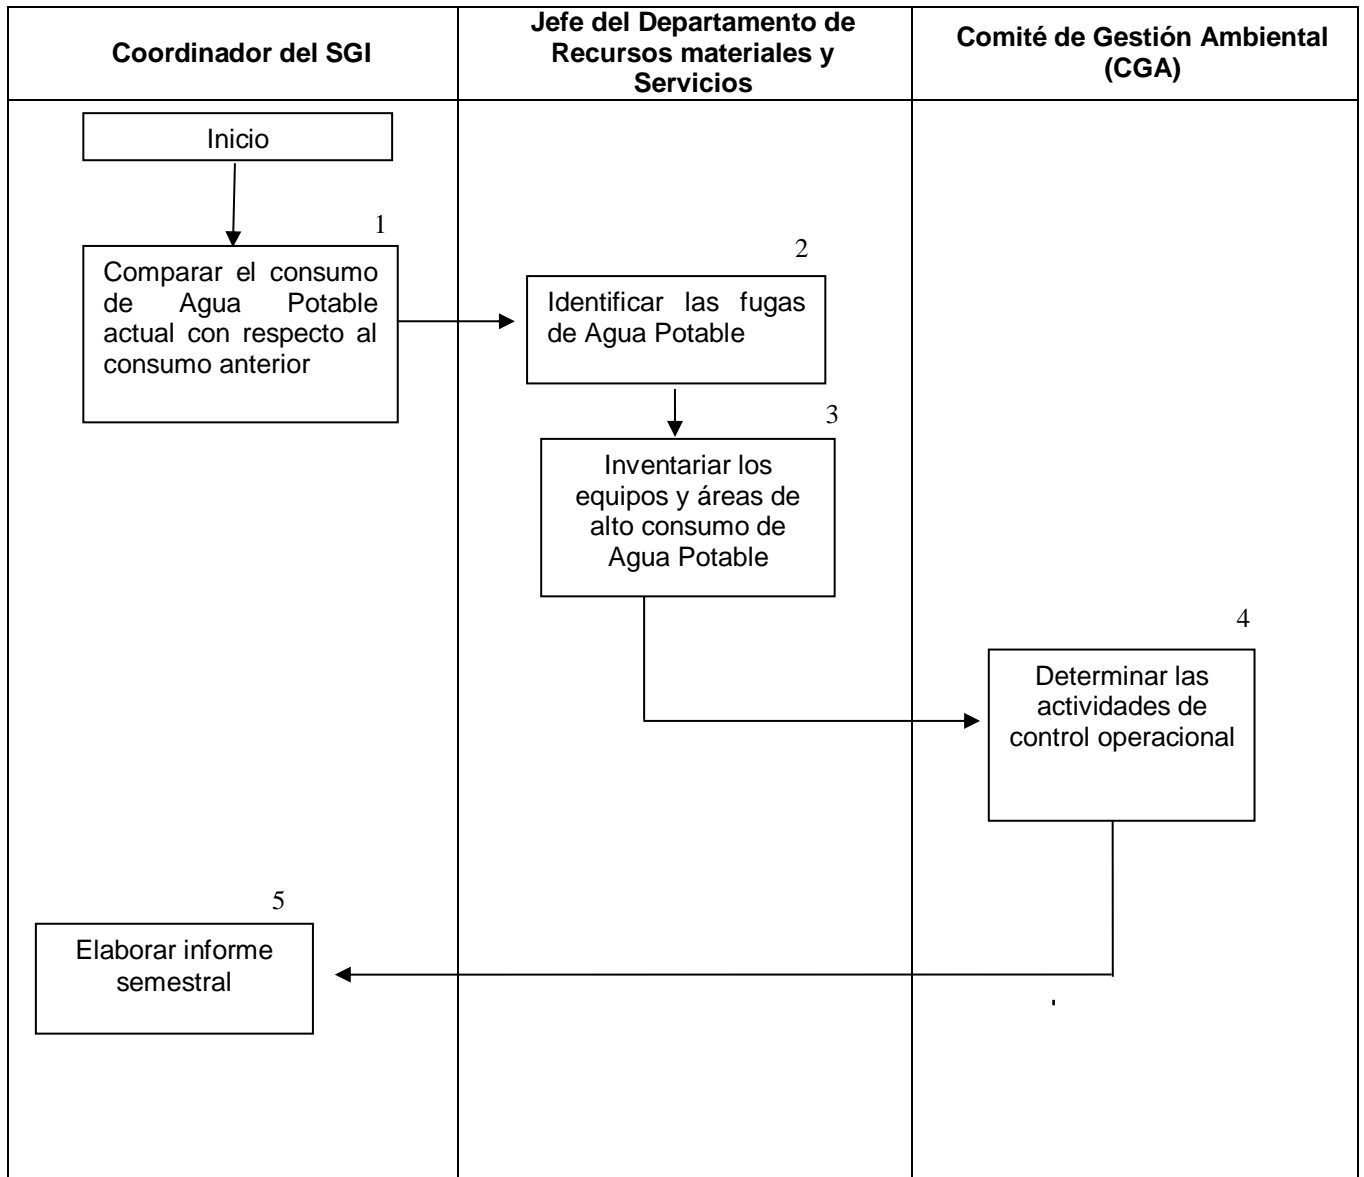 Coordinador del SGI
Jefe del Departamento de
Recursos materiales y
Servicios
Comité de Gestión Ambiental
(CGA)
Inicio
1
Comparar el consumo
de Agua Potable
actual con respecto al
consumo anterior
2
Identificar las fugas
de Agua Potable
3
Inventariar los
equipos y áreas de
alto consumo de
Agua Potable
4
Determinar las
actividades de
control operacional
5
Elaborar informe
semestral